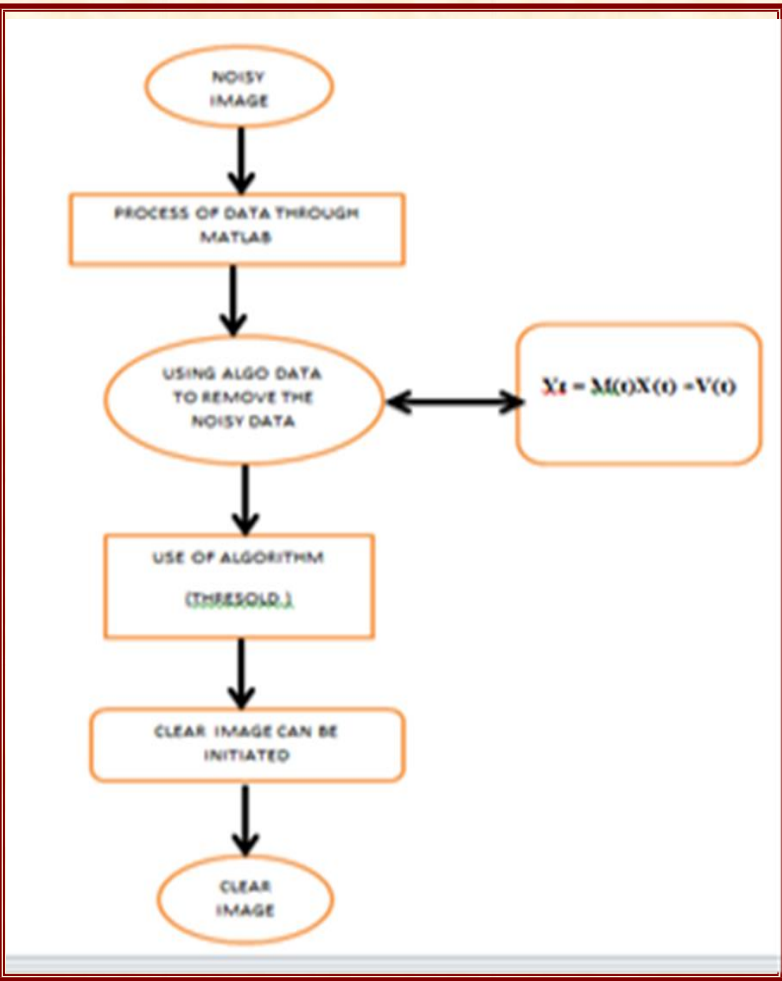 NOISY
IMAGE
PROCESS OF DATA THROUGH
MATLAB
USING ALGO DATA
TO REMOVE THE
NOISY DATA
Yt = M(t)X(t) +V(t)
USE OF ALGORITHM
(THRESOLD )
CLEAR IMAGE CAN BE
INITIATED
CLEAR
IMAGE